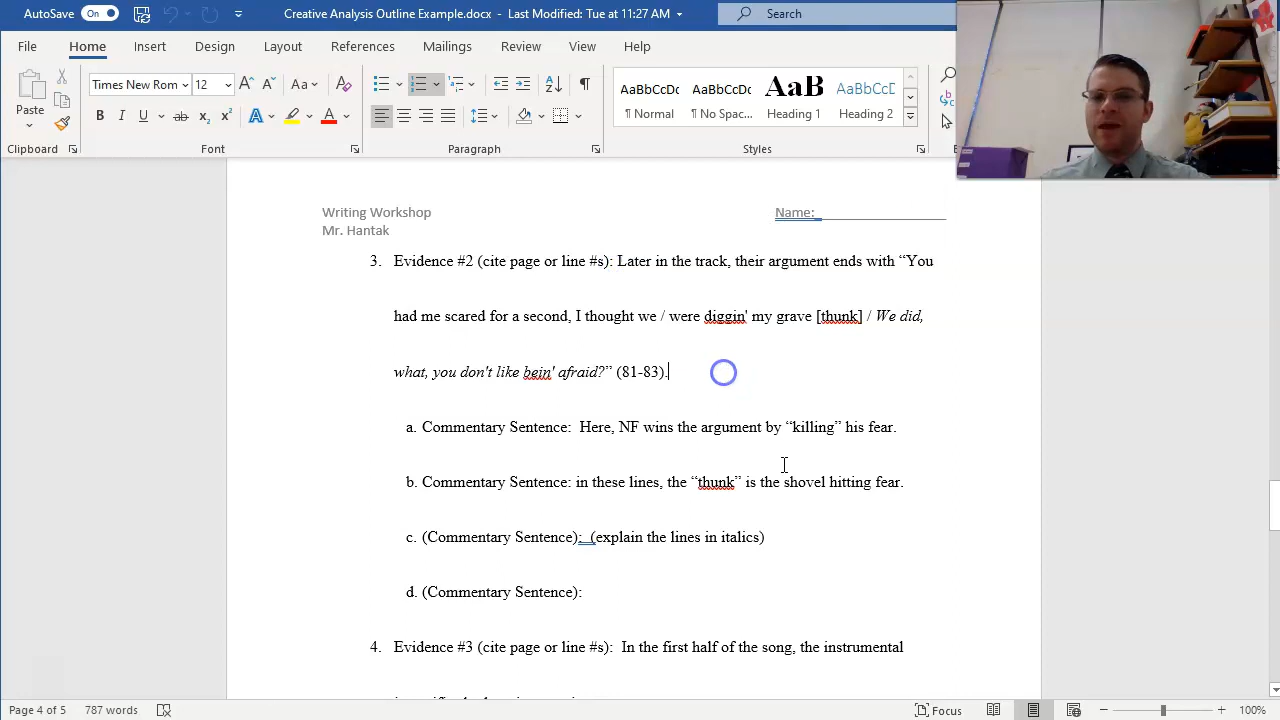 AutoSave On Creative Analysis Outline Example.docx - Last Modified: Tue at 11:27 AM Search
File Home Insert Design Layout References Mailings Review View Help
Times New Rom 12 Aa
AaBbCcDc AaBbCcDc AaB AaBbCcD
Paste B I U ab x₂ x² A A
¶ Normal ¶ No Spac... Heading 1 Heading 2
Clipboard Font Paragraph Styles
Writing Workshop Name:_
Mr. Hantak
3. Evidence #2 (cite page or line #s): Later in the track, their argument ends with “You
had me scared for a second, I thought we / were diggin' my grave [thunk] / We did,
what, you don't like bein' afraid?” (81-83).
a. Commentary Sentence: Here, NF wins the argument by “killing” his fear.
b. Commentary Sentence: in these lines, the “thunk” is the shovel hitting fear.
c. (Commentary Sentence): (explain the lines in italics)
d. (Commentary Sentence):
4. Evidence #3 (cite page or line #s): In the first half of the song, the instrumental
Page 4 of 5 787 words Focus 100%